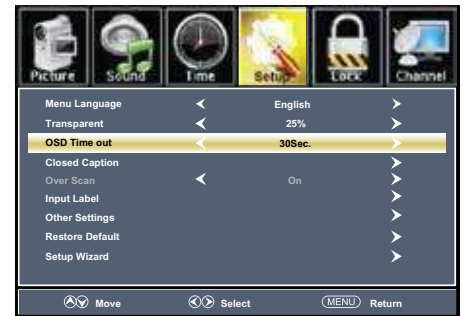 Picture Sound Time Setup Lock Channel
Menu Language English
Transparent 25%
OSD Time out 30Sec.
Closed Caption
Over Scan On
Input Label
Other Settings
Restore Default
Setup Wizard
Move Select MENU Return